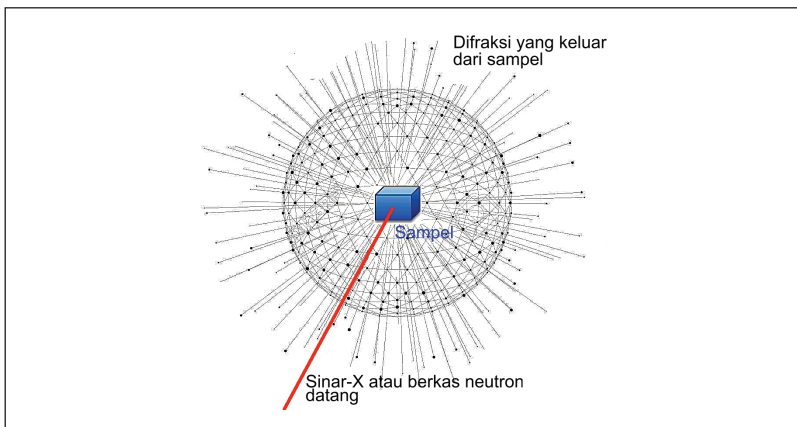 Difraksi yang keluar
dari sampel
Sampel
Sinar-X atau berkas neutron
datang